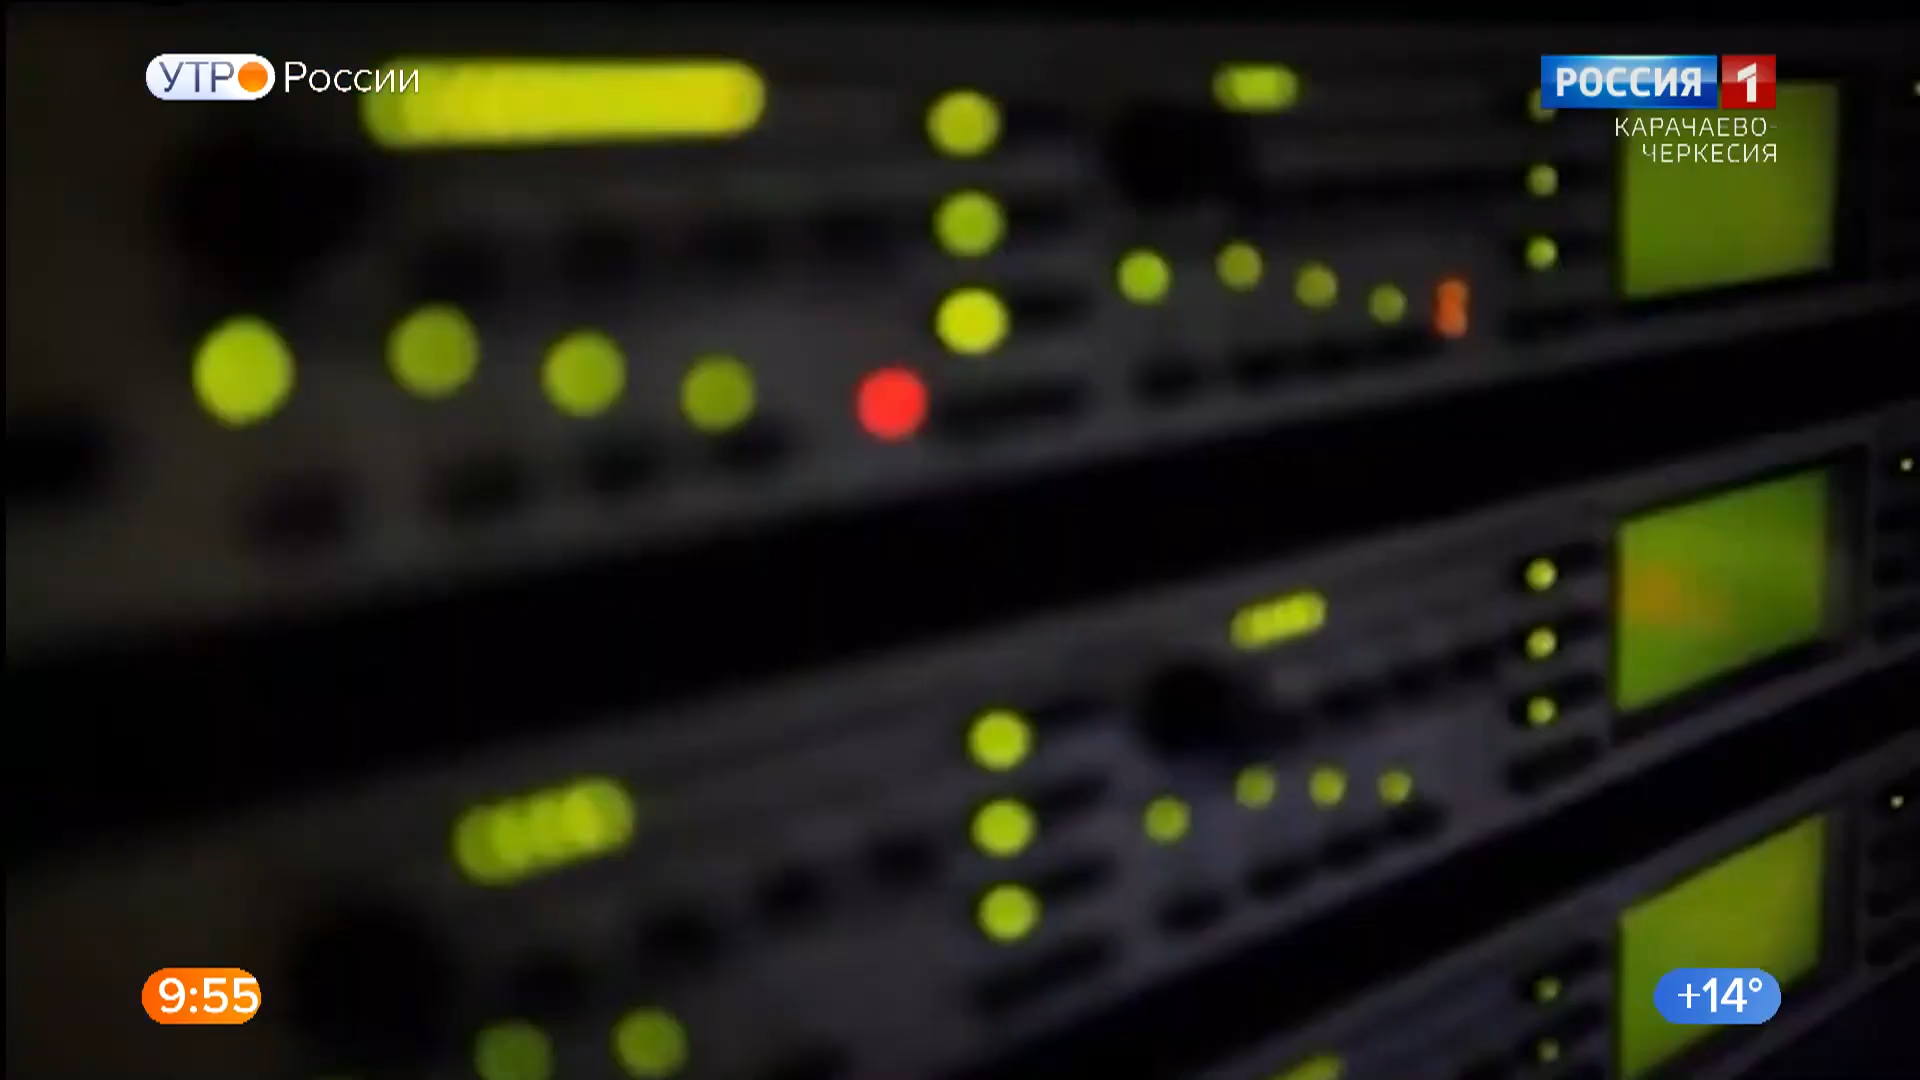 УТРО России
РОССИЯ 1
КАРАЧАЕВО-
ЧЕРКЕСИЯ
9:55
+14°